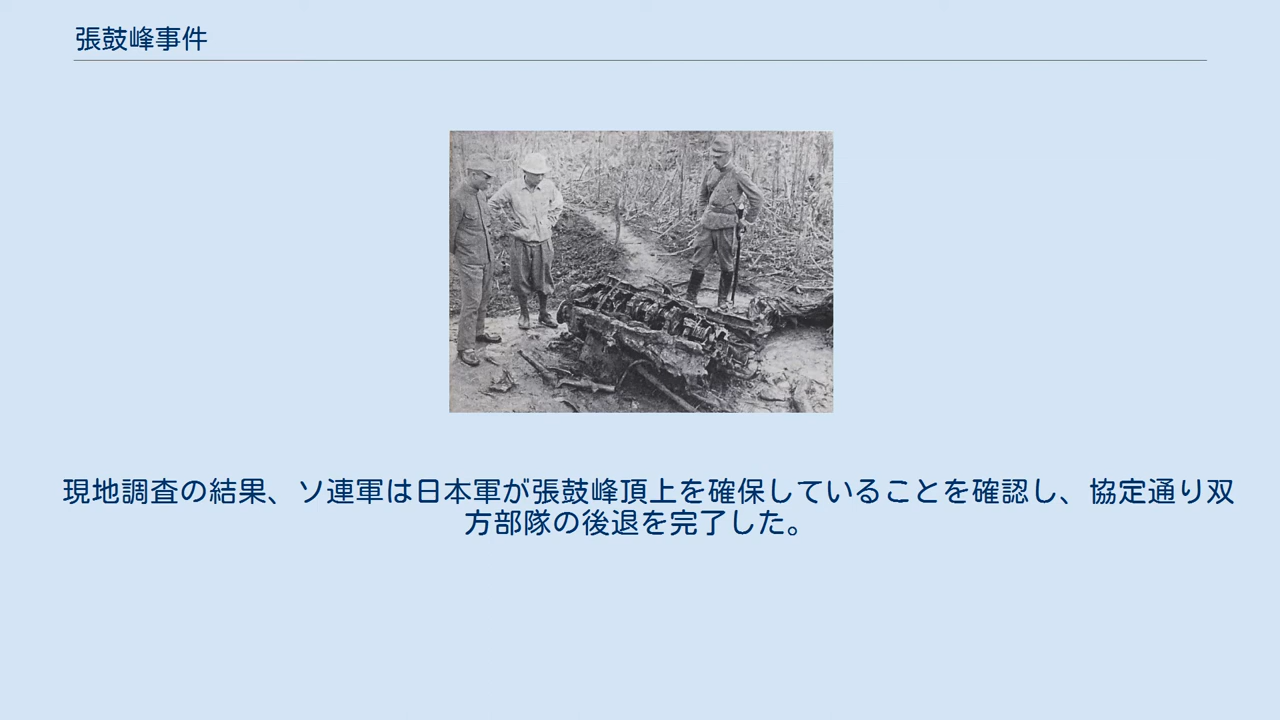 張鼓峰事件
現地調査の結果、ソ連軍は日本軍が張鼓峰頂上を確保していることを確認し、協定通り双
方部隊の後退を完了した。